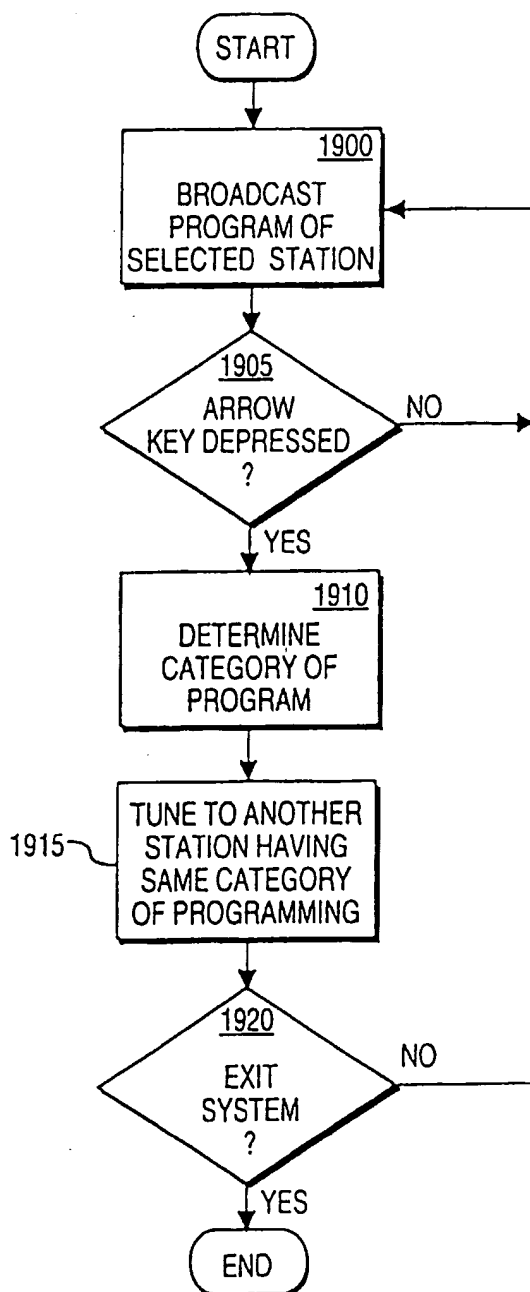 START
1900
BROADCAST
PROGRAM OF
SELECTED STATION
1905
ARROW
KEY DEPRESSED
?
NO
YES
1910
DETERMINE
CATEGORY OF
PROGRAM
1915
TUNE TO ANOTHER
STATION HAVING
SAME CATEGORY
OF PROGRAMMING
1920
EXIT
SYSTEM
?
NO
YES
END